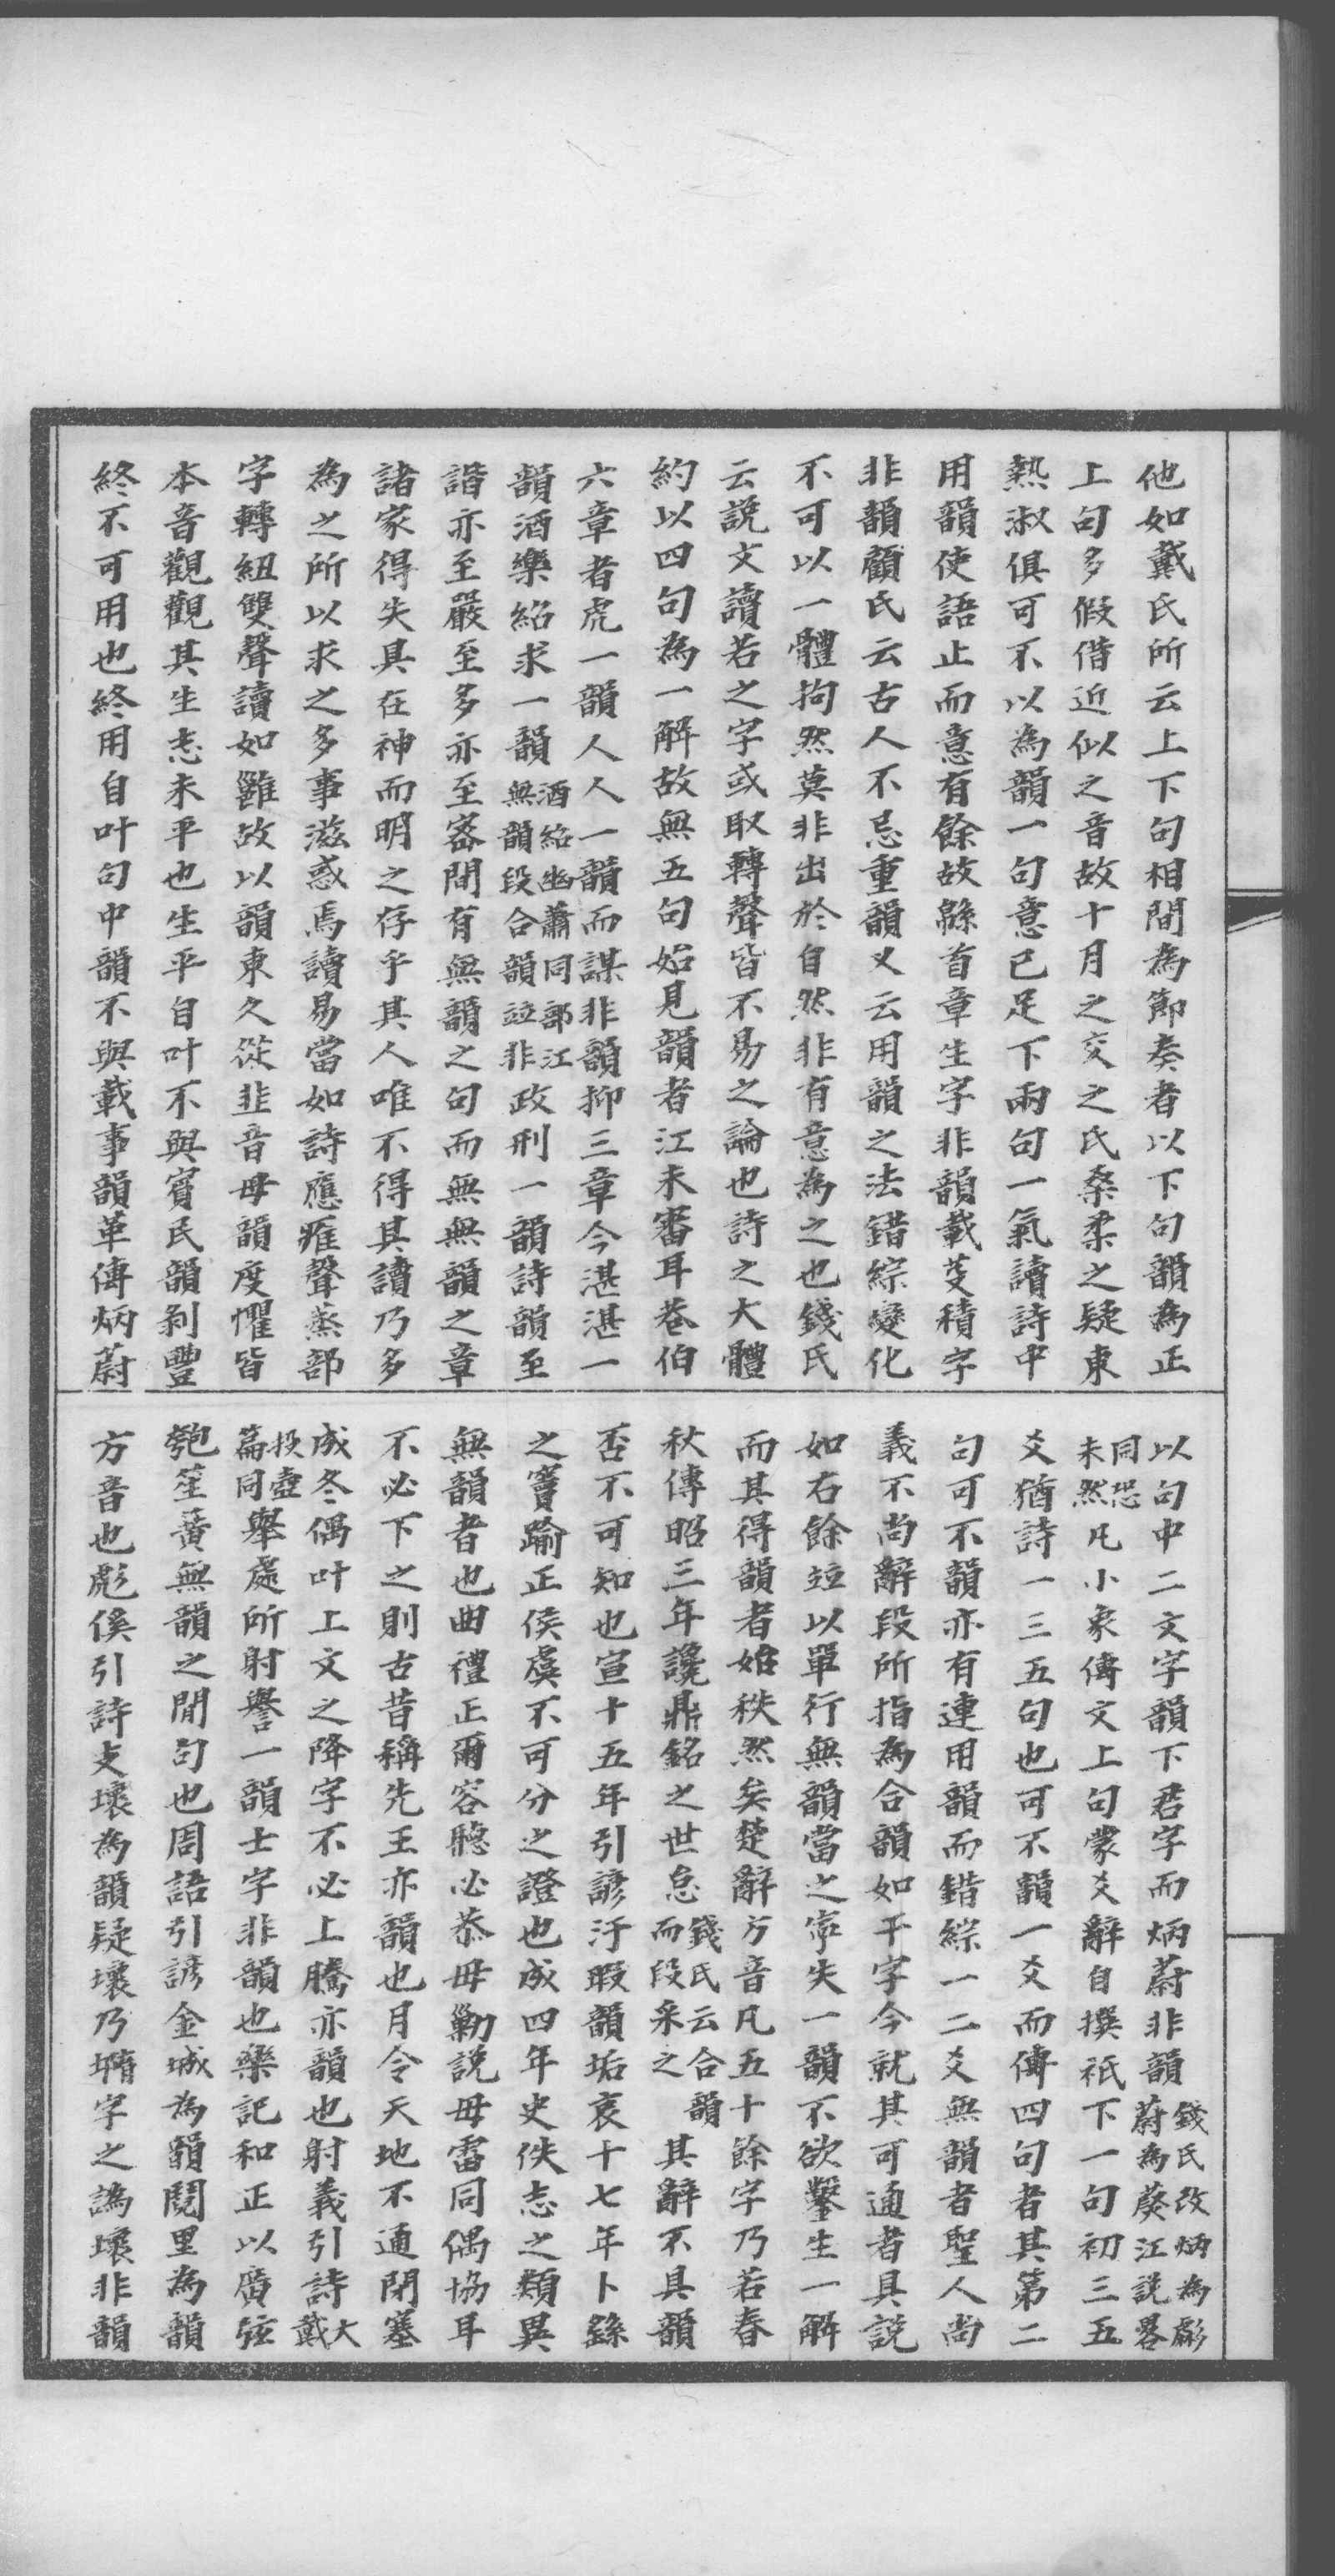 他如戴氏所云上下句相間為節奏者以下句韻為正
上句多假借近似之音故十月之交之氏桑柔之疑東
熱淑俱可不以為韻一句意已足下兩句一氣讀詩中
用韻使語止而意有餘故緜首章生字非韻載芟積字
非韻顧氏云古人不忌重韻又云用韻之法錯綜變化
不可以一體拘然莫非出於自然非有意為之也錢氏
云說文讀若之字或取轉聲皆不易之論也詩之大體
約以四句為一解故無五句始見韻者江未審耳巷伯
六章者虎一韻人人一韻而謀非韻抑三章今湛湛一
韻酒樂紹求一韻酒紹幽蕭同部江無韻段合韻竝非政刑一韻詩韻至
諧亦至嚴至多亦至密間有無韻之句而無無韻之章
諸家得失具在神而明之存乎其人唯不得其讀乃多
為之所以求之多事滋惑焉讀易當如詩應瘫聲蒸部
字轉紐雙聲讀如雝故以韻東久從韭音毋韻度懼皆
本音觀觀其生志未平也生平自叶不與賓民韻剝豐
終不可用也終用自叶句中韻不與載事韻革傳炳蔚
以句中二文字韻下君字而炳蔚非韻錢氏改炳為彪蔚為葵江說畧
同恐未然凡小象傳文上句蒙爻辭自撰祇下一句初三五
爻猶詩一三五句也可不韻一爻而傳四句者其第二
句可不韻亦有連用韻而錯綜一二爻無韻者聖人尚
義不尚辭段所指為合韻如干字今就其可通者具說
如右餘竝以單行無韻當之寧失一韻不欲鑿生一解
而其得韻者始秩然矣楚辭方音凡五十餘字乃若春
秋傳昭三年讒鼎銘之世怠錢氏云合韻而段釆之其辭不具韻
否不可知也宣十五年引諺汙瑕韻垢哀十七年卜繇
之竇踰正侯虞不可分之證也成四年史佚志之類異
無韻者也曲禮正爾容聽必恭毋勦說毋雷同偶協耳
不必下之則古昔稱先王亦韻也月令天地不通閉塞
成冬偶叶上文之降字不必上騰亦韻也射義引詩大戴
投壺篇同舉處所射譽一韻士字非韻也樂記和正以廣弦
匏笙簧無韻之間句也周語引諺金城為韻鬩里為韻
方音也彪傒引詩支壞為韻疑壞乃墉字之譌壞非韻